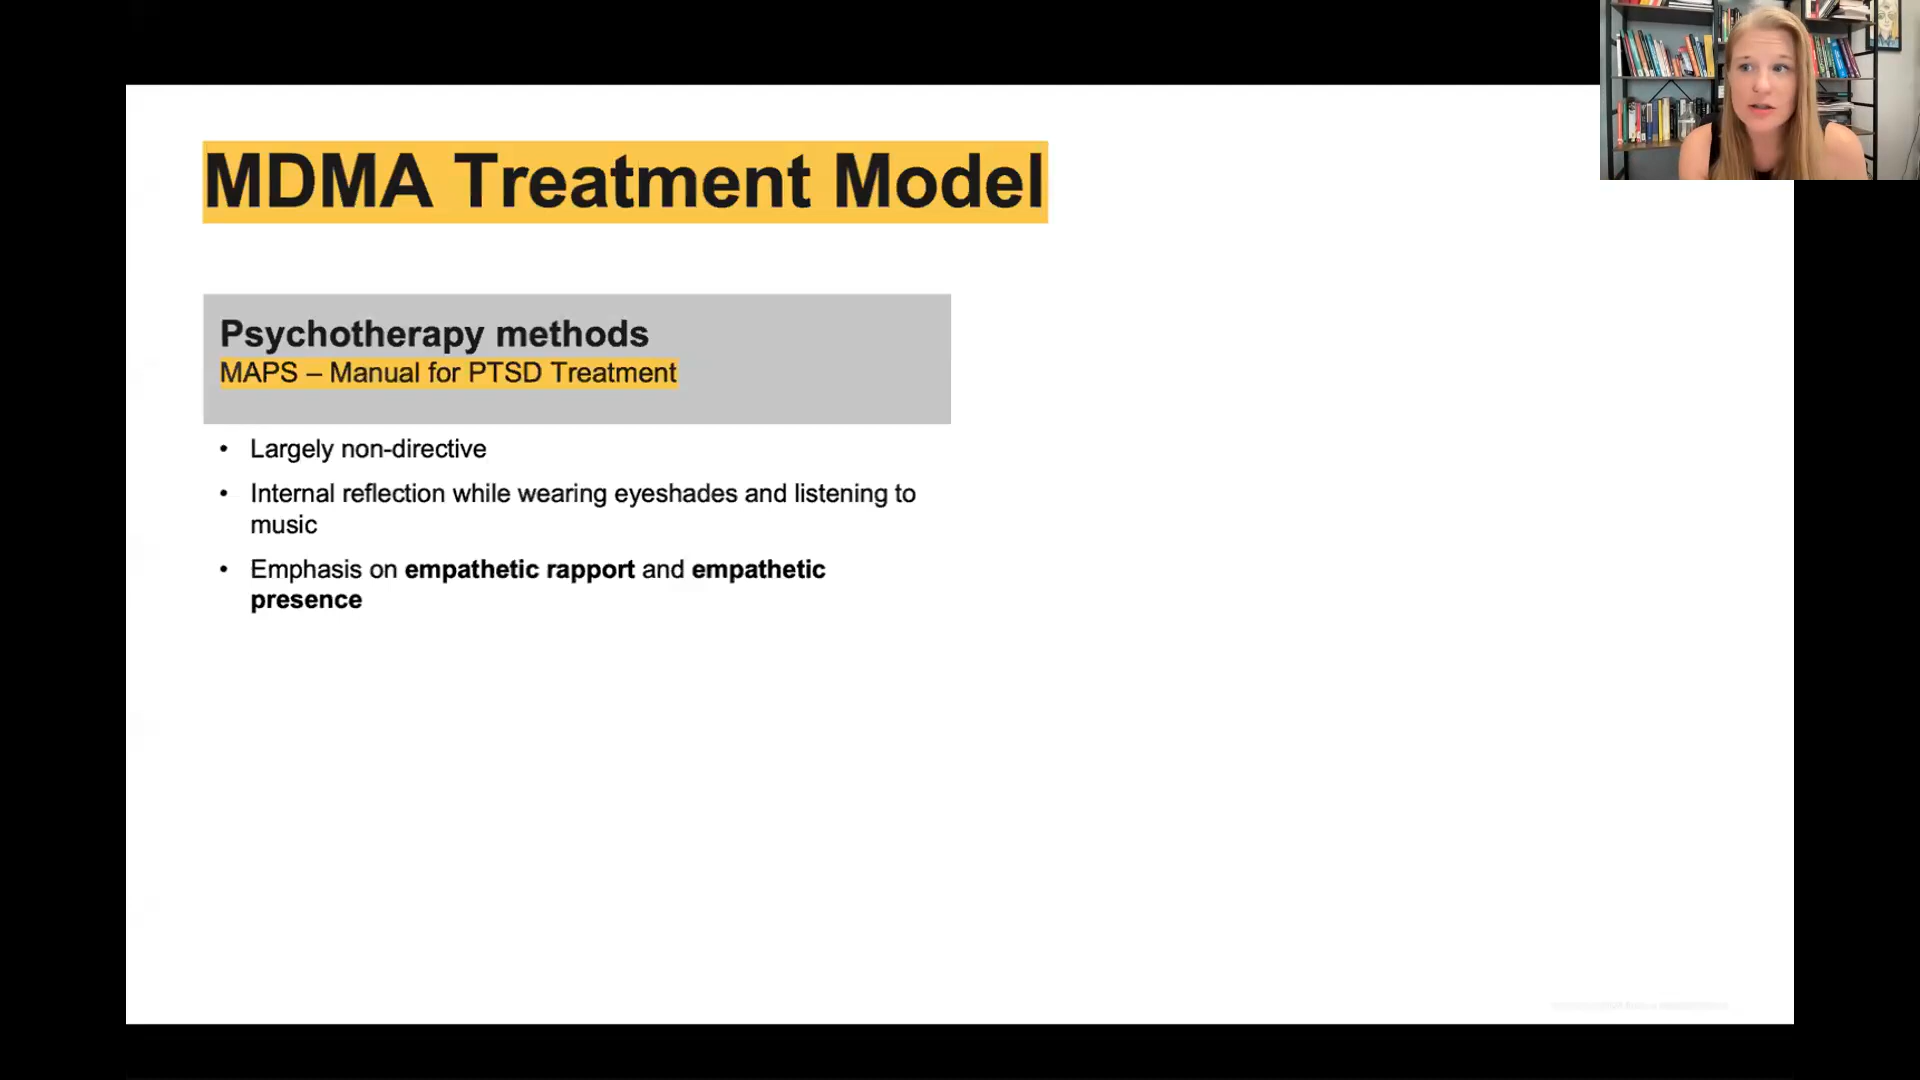 MDMA Treatment Model
Psychotherapy methods
MAPS – Manual for PTSD Treatment
• Largely non-directive
• Internal reflection while wearing eyeshades and listening to
music
• Emphasis on empathetic rapport and empathetic
presence